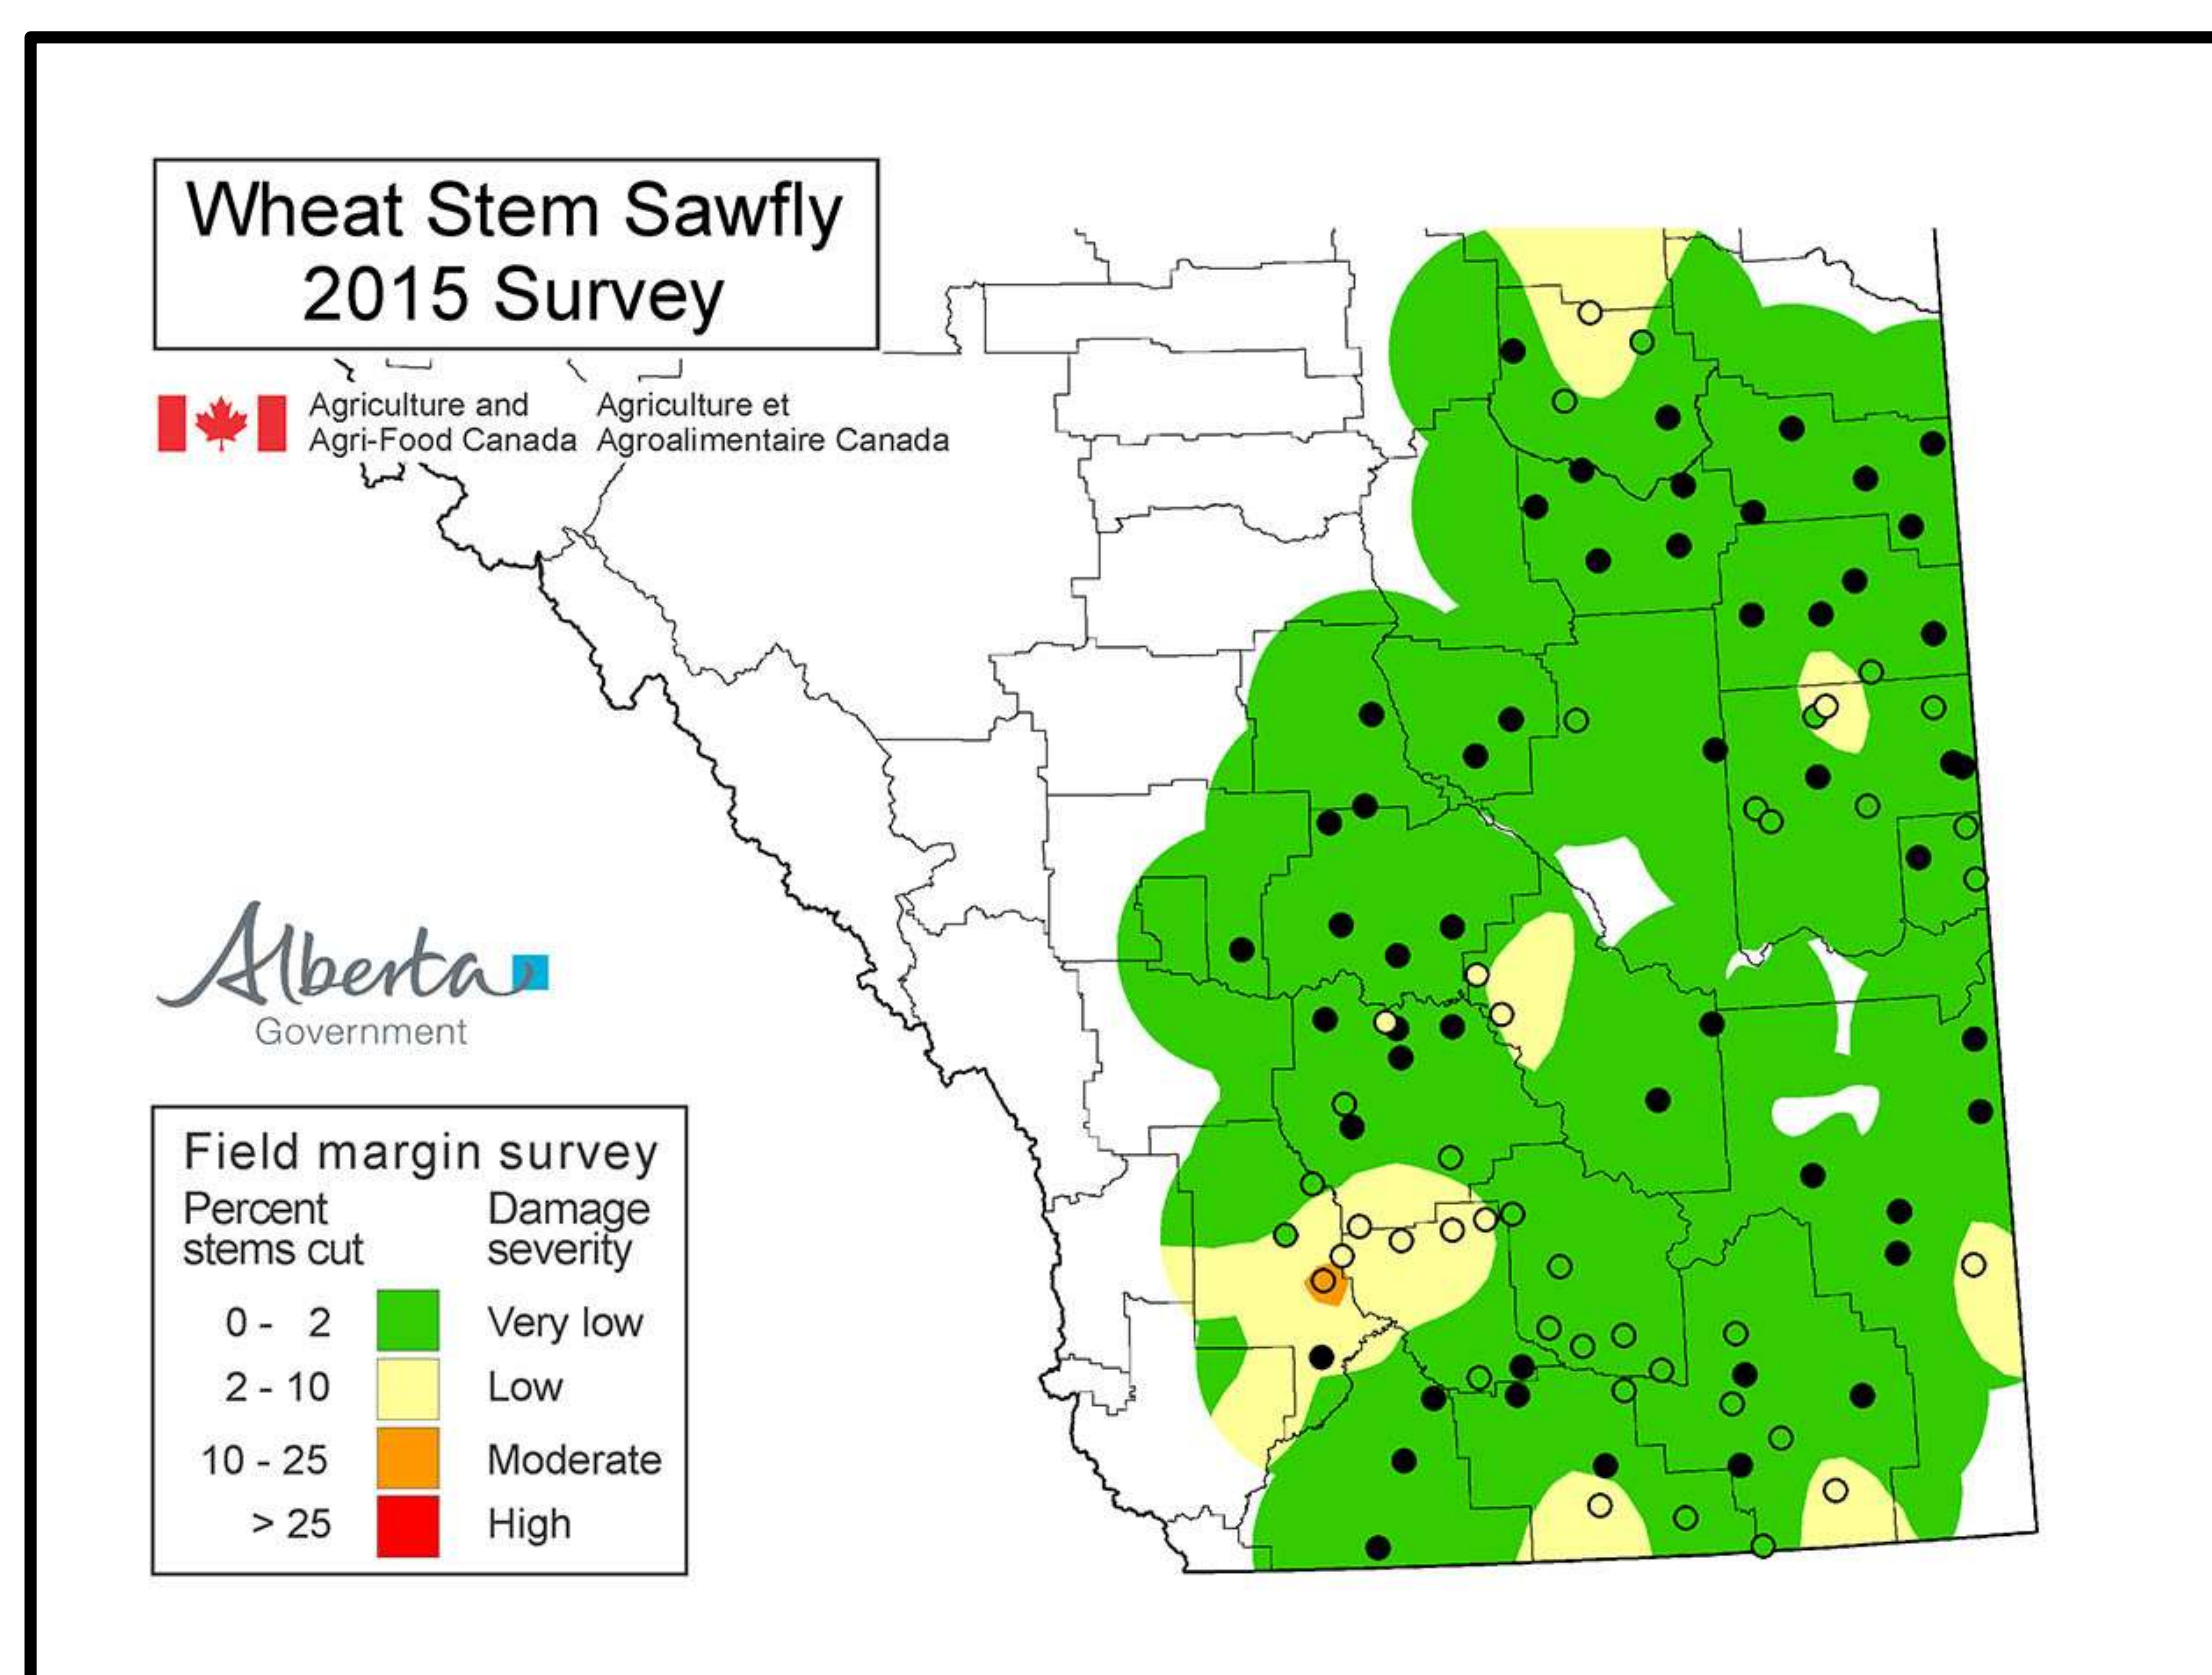 Wheat Stem Sawfly
2015 Survey
Agriculture and
Agri-Food Canada
Agriculture et
Agroalimentaire Canada
Alberta
Government
Field margin survey
Percent
stems cut
Damage
severity
0 - 2 Very low
2 - 10 Low
10 - 25 Moderate
> 25 High